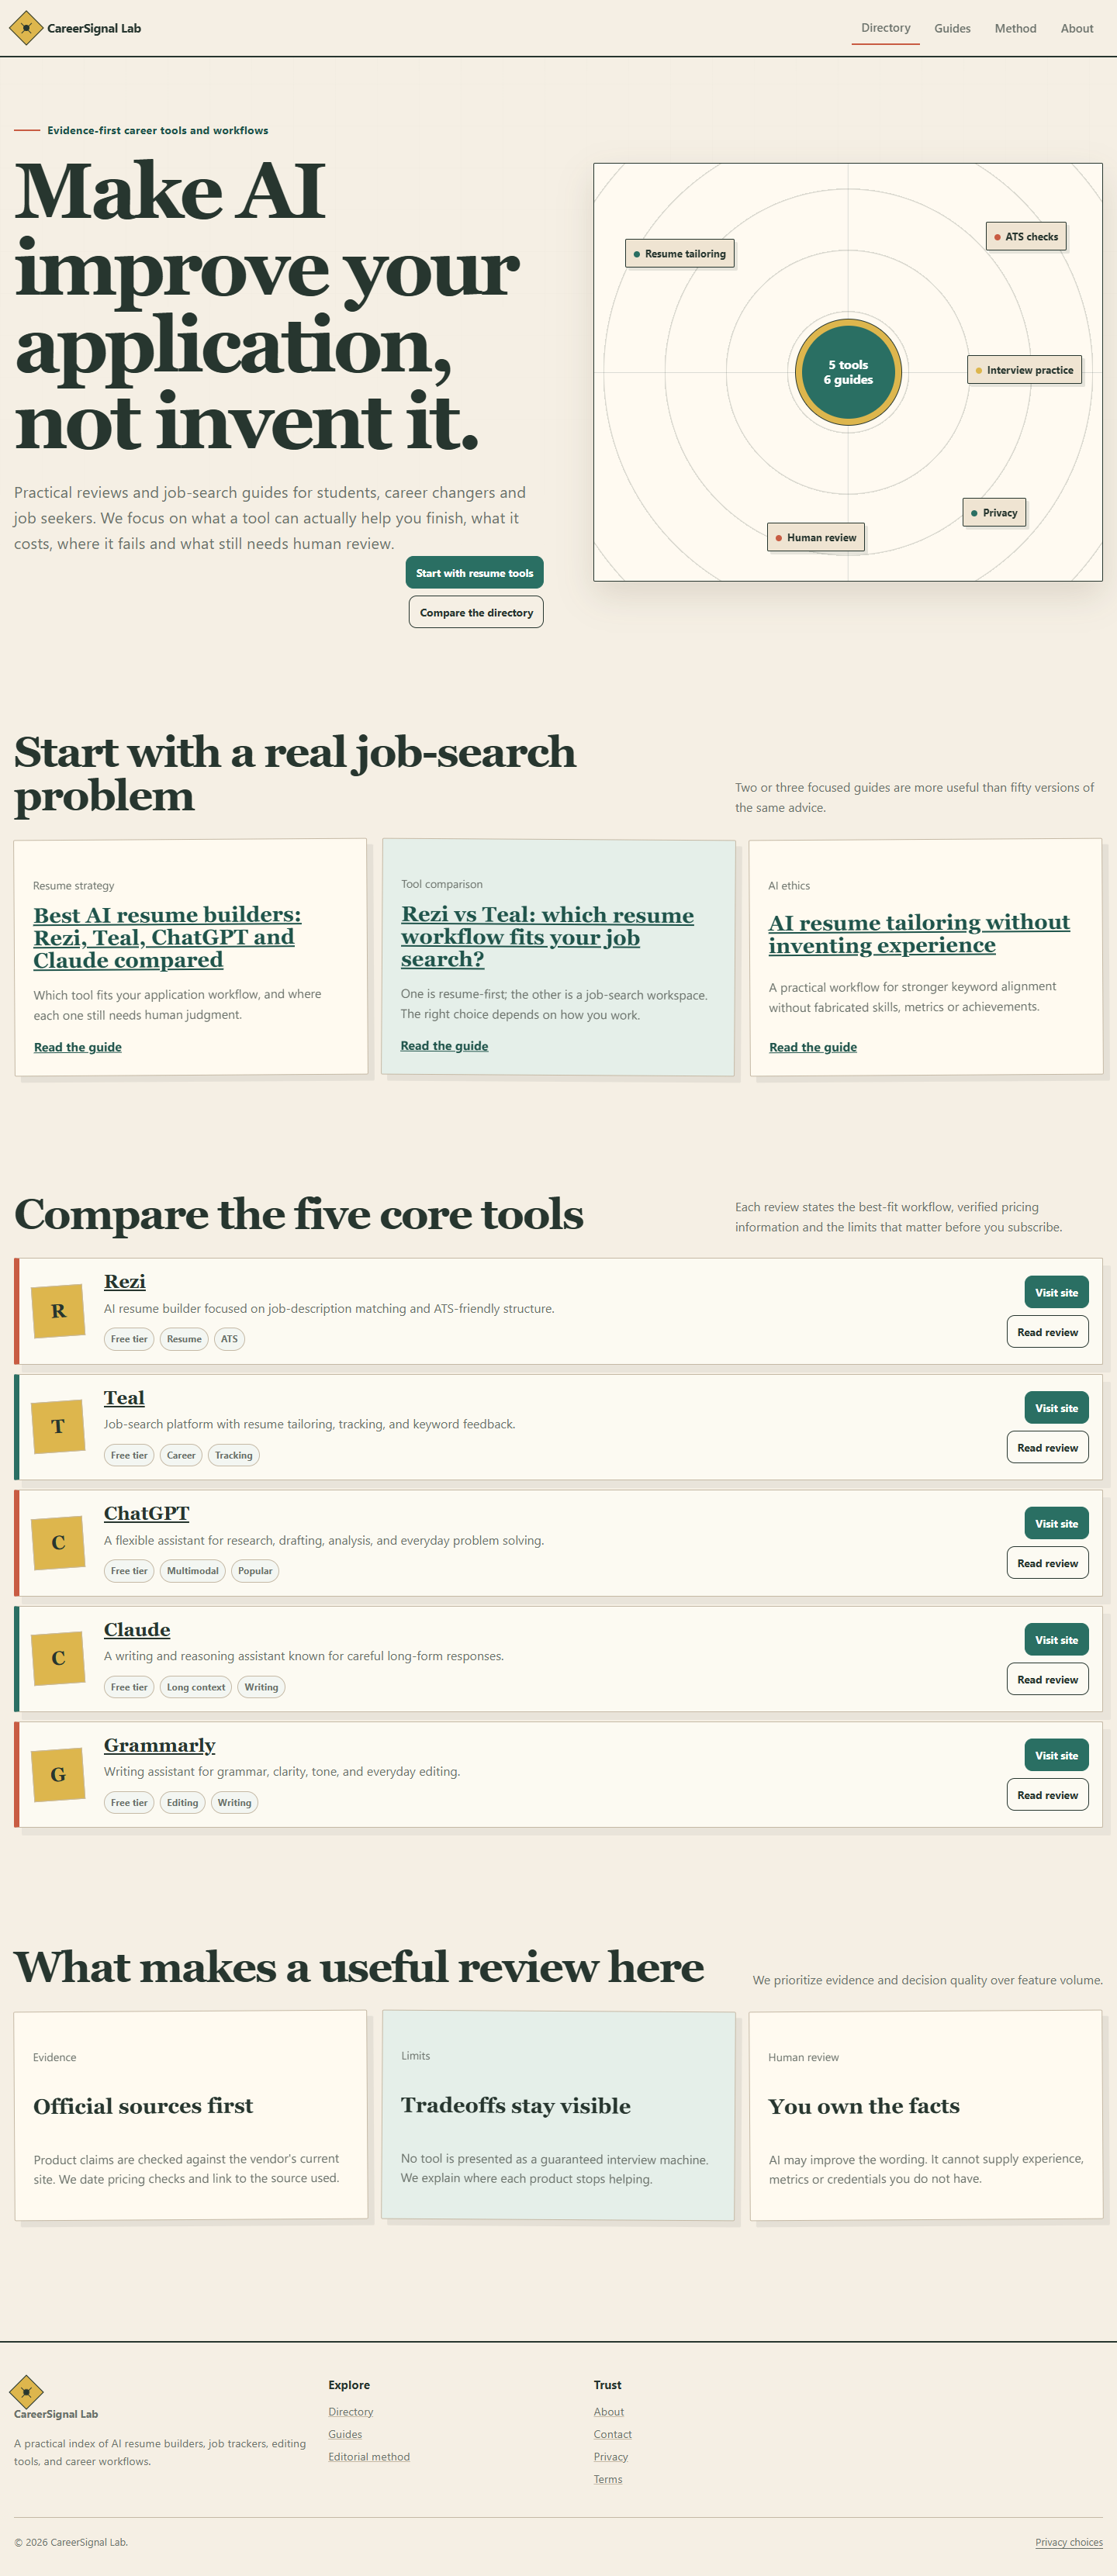 CareerSignal Lab
Directory
Guides
Method
About
Evidence-first career tools and workflows
Make AI
improve your
application,
not invent it.
Practical reviews and job-search guides for students, career changers and
job seekers. We focus on what a tool can actually help you finish, what it
costs, where it fails and what still needs human review.
Start with resume tools
Compare the directory
Resume tailoring
ATS checks
5 tools
6 guides
Interview practice
Privacy
Human review
Start with a real job-search
problem
Two or three focused guides are more useful than fifty versions of
the same advice.
Resume strategy
Best AI resume builders:
Rezi, Teal, ChatGPT and
Claude compared
Which tool fits your application workflow, and where
each one still needs human judgment.
Read the guide
Tool comparison
Rezi vs Teal: which resume
workflow fits your job
search?
One is resume-first; the other is a job-search workspace.
The right choice depends on how you work.
Read the guide
AI ethics
AI resume tailoring without
inventing experience
A practical workflow for stronger keyword alignment
without fabricated skills, metrics or achievements.
Read the guide
Compare the five core tools
Each review states the best-fit workflow, verified pricing
information and the limits that matter before you subscribe.
R
Rezi
AI resume builder focused on job-description matching and ATS-friendly structure.
Free tier
Resume
ATS
Visit site
Read review
T
Teal
Job-search platform with resume tailoring, tracking, and keyword feedback.
Free tier
Career
Tracking
Visit site
Read review
C
ChatGPT
A flexible assistant for research, drafting, analysis, and everyday problem solving.
Free tier
Multimodal
Popular
Visit site
Read review
C
Claude
A writing and reasoning assistant known for careful long-form responses.
Free tier
Long context
Writing
Visit site
Read review
G
Grammarly
Writing assistant for grammar, clarity, tone, and everyday editing.
Free tier
Editing
Writing
Visit site
Read review
What makes a useful review here
We prioritize evidence and decision quality over feature volume.
Evidence
Official sources first
Product claims are checked against the vendor's current
site. We date pricing checks and link to the source used.
Limits
Tradeoffs stay visible
No tool is presented as a guaranteed interview machine.
We explain where each product stops helping.
Human review
You own the facts
AI may improve the wording. It cannot supply experience,
metrics or credentials you do not have.
CareerSignal Lab
A practical index of AI resume builders, job trackers, editing
tools, and career workflows.
Explore
Directory
Guides
Editorial method
Trust
About
Contact
Privacy
Terms
© 2026 CareerSignal Lab.
Privacy choices